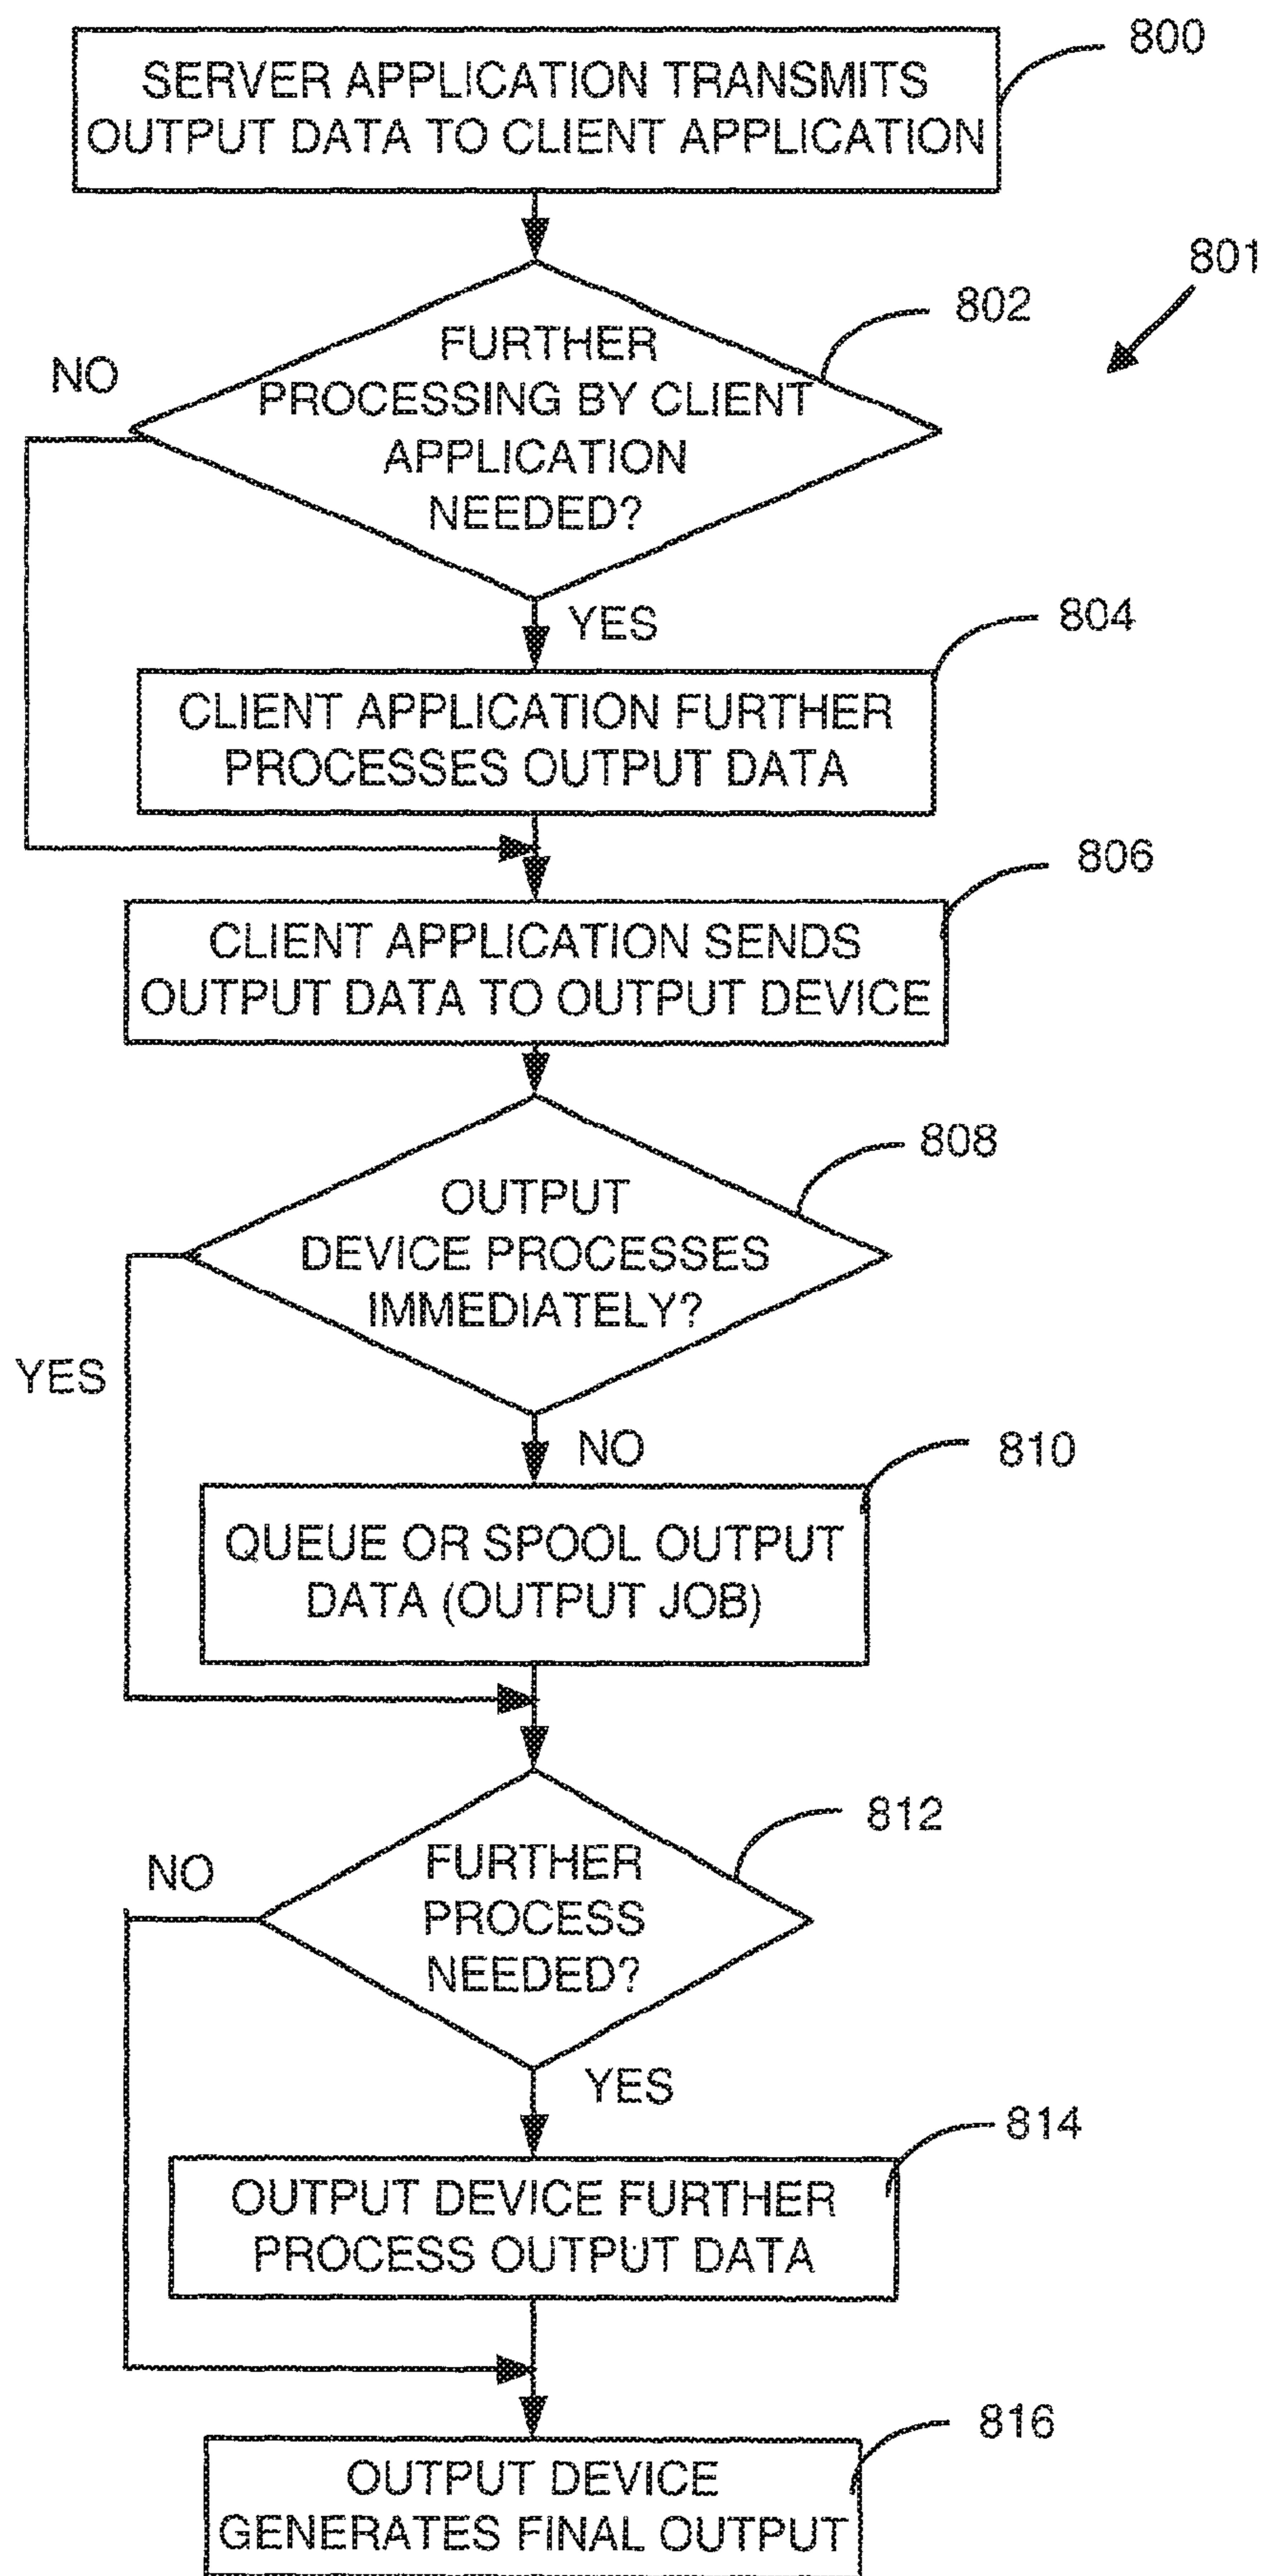 800
SERVER APPLICATION TRANSMITS
OUTPUT DATA TO CLIENT APPLICATION
801
802
FURTHER
PROCESSING BY CLIENT
APPLICATION
NEEDED?
NO
YES
804
CLIENT APPLICATION FURTHER
PROCESSES OUTPUT DATA
806
CLIENT APPLICATION SENDS
OUTPUT DATA TO OUTPUT DEVICE
808
OUTPUT
DEVICE PROCESSES
IMMEDIATELY?
YES
NO
810
QUEUE OR SPOOL OUTPUT
DATA (OUTPUT JOB)
812
FURTHER
PROCESS
NEEDED?
NO
YES
814
OUTPUT DEVICE FURTHER
PROCESS OUTPUT DATA
816
OUTPUT DEVICE
GENERATES FINAL OUTPUT